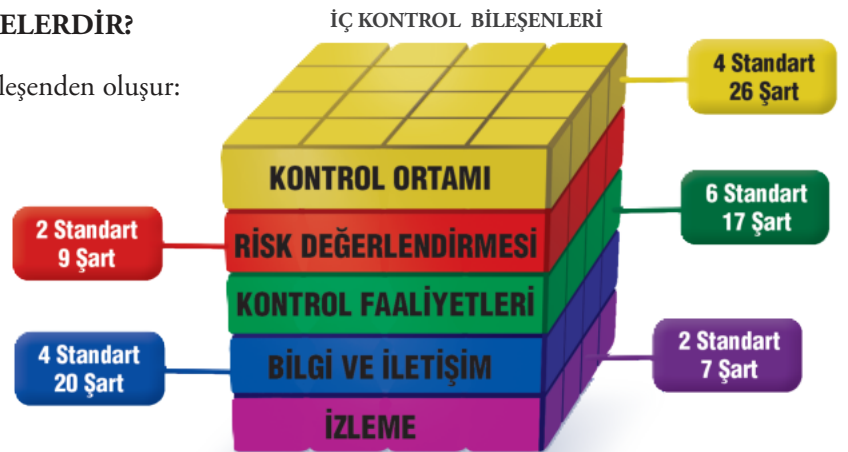 ELERDİR?
leşenden oluşur:
İÇ KONTROL BİLEŞENLERİ
4 Standart
26 Şart
KONTROL ORTAMI
6 Standart
17 Şart
2 Standart
9 Şart
RİSK DEĞERLENDİRMESİ
KONTROL FAALİYETLERİ
4 Standart
20 Şart
BİLGİ VE İLETİŞİM
2 Standart
7 Şart
İZLEME